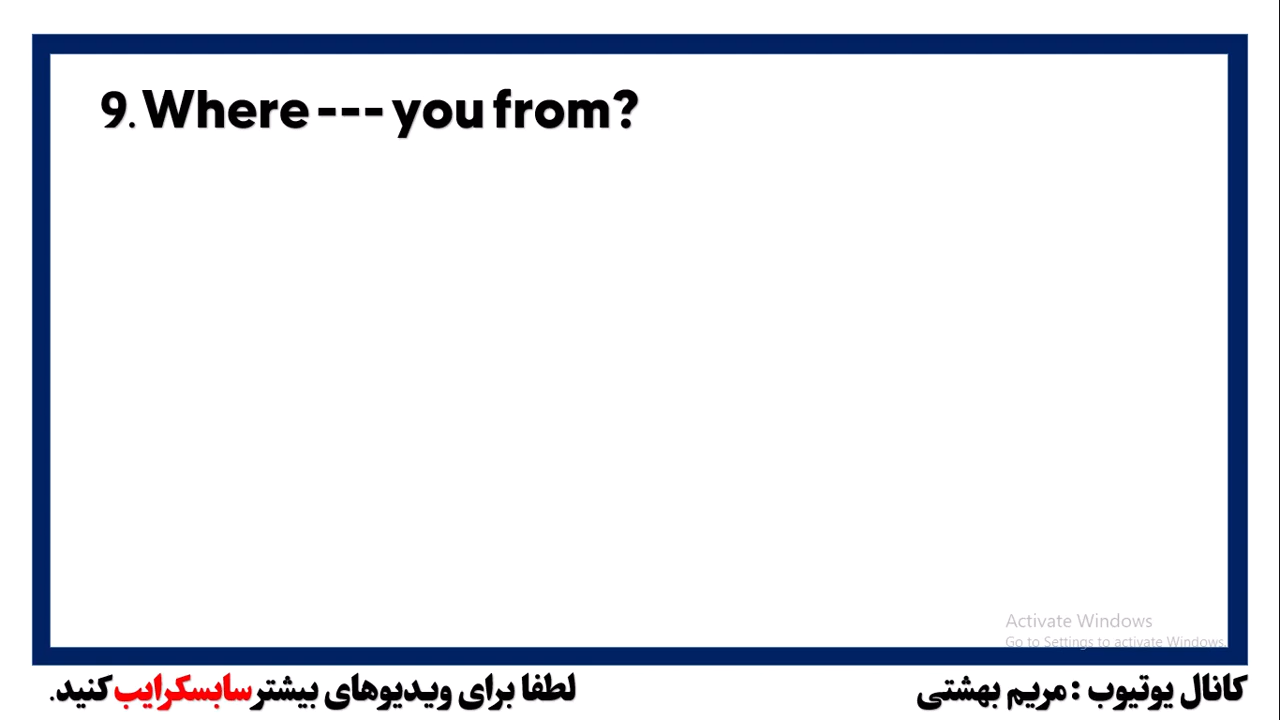 9. Where --- you from?
Activate Windows
Go to Settings to activate Windows.
لطفا برای ویدیوهای بیشتر سابسکرایب کنید.
کانال یوتیوب : مریم بهشتی